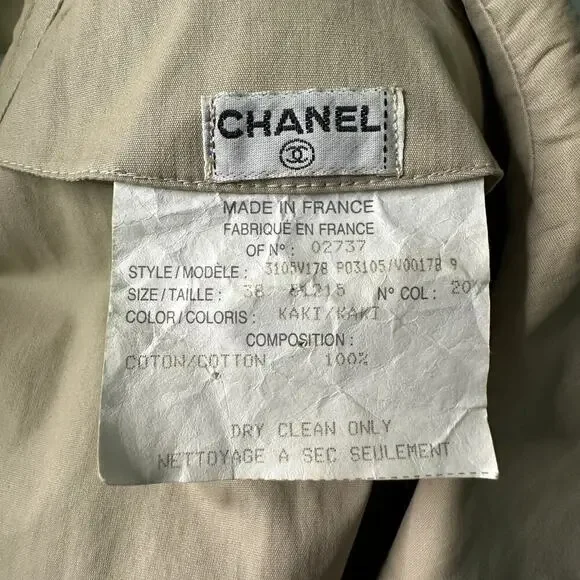 CHANEL
MADE IN FRANCE
FABRIQUE EN FRANCE
OF Nº : 02737
STYLE / MODÈLE : 3105V178 P03105/V00178 9
SIZE / TAILLE : 38 Nº COL : 20
COLOR / COLORIS : KAKI/KAKI
COMPOSITION :
COTON/COTTON 100%
DRY CLEAN ONLY
NETTOYAGE A SEC SEULEMENT